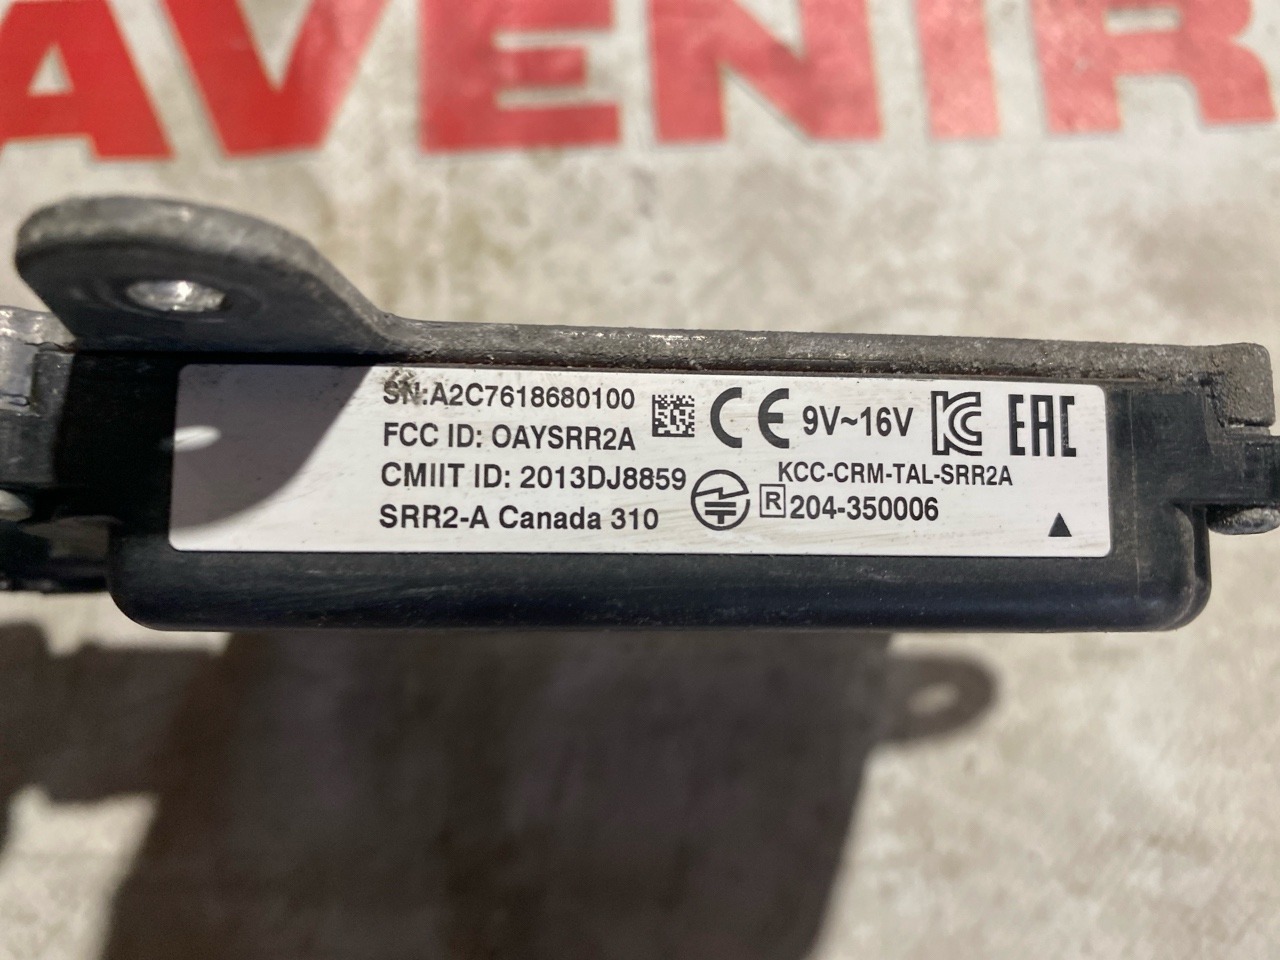 AVENIR
SN:A2C7618680100
FCC ID: OAYSRR2A
CMIIT ID: 2013DJ8859
SRR2-A Canada 310
CE 9V~16V KC EAC
KCC-CRM-TAL-SRR2A
R 204-350006